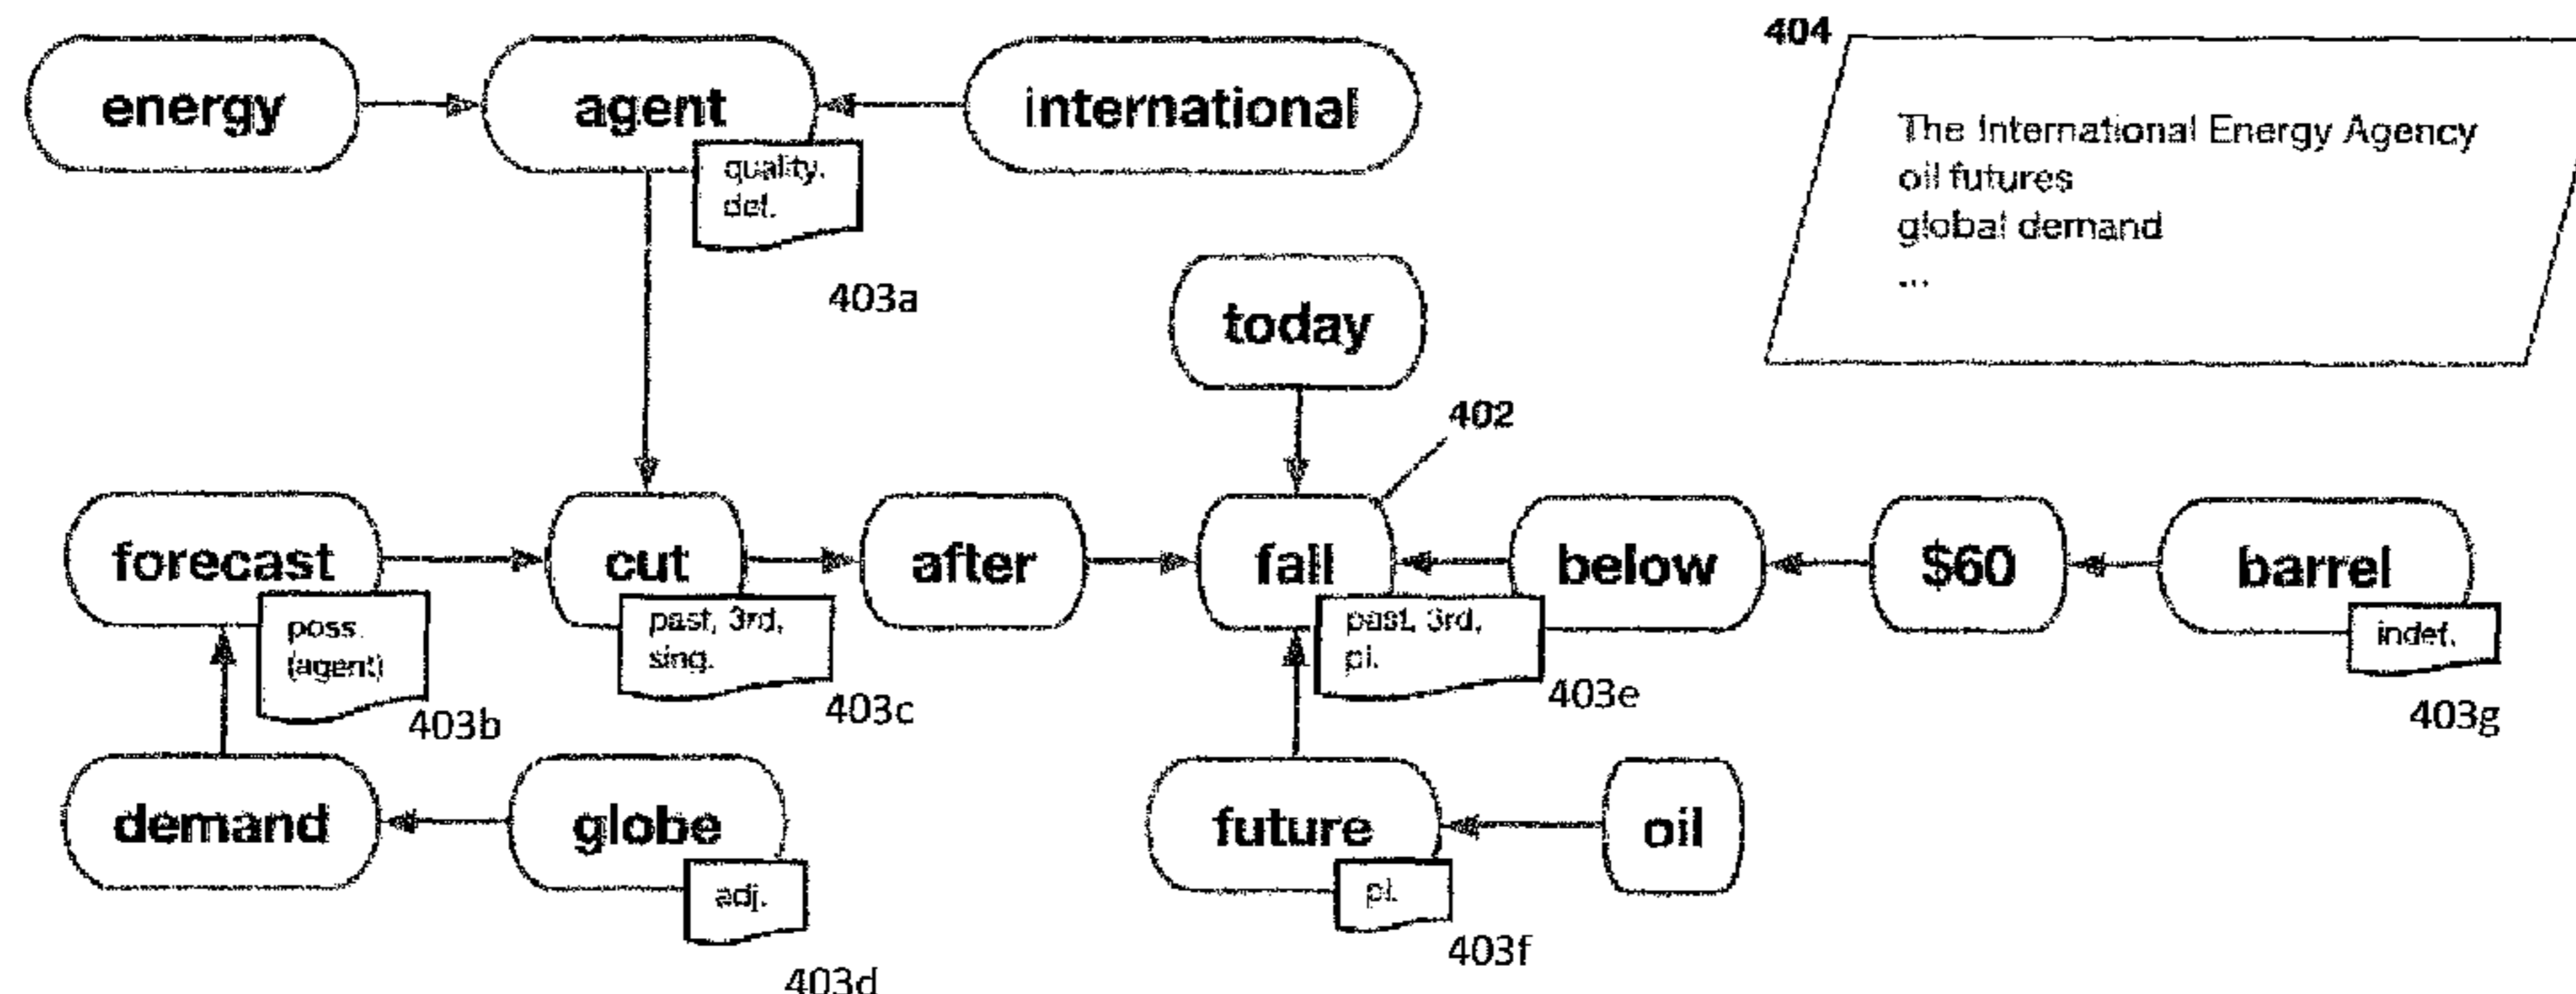 404
energy
agent
international
quality.
def.
The International Energy Agency
oil futures
global demand
...
403a
today
402
forecast
cut
after
fall
below
$60
barrel
poss.
(agent)
past, 3rd,
sing.
past, 3rd,
pl.
indef.
403b
403c
403e
403g
demand
globe
future
oil
adj.
pl.
403d
403f